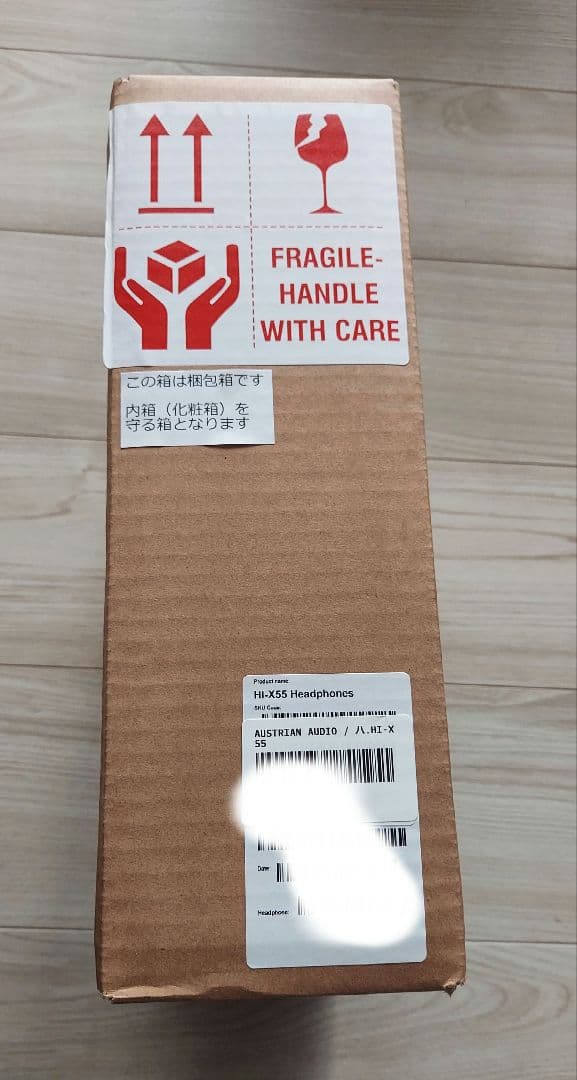 FRAGILE-
HANDLE
WITH CARE
この箱は梱包箱です
内箱（化粧箱）を
守る箱となります
Product name
Hi-X55 Headphones
SKU Code:
AUSTRIAN AUDIO / ハ.HI-X
55
Date:
Headphone: